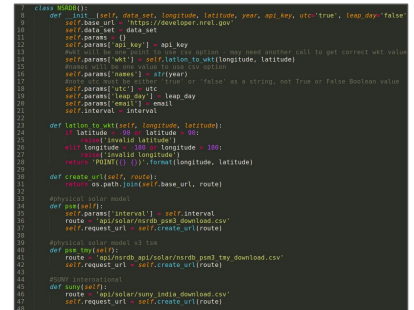 7 class NSRDB():
8 def __init__(self, data_set, longitude, latitude, year, api_key, utc='true', leap_day='false'
9 self.base_url = 'https://developer.nrel.gov'
10 self.data_set = data_set
11 self.params = {}
12 self.params['api_key'] = api_key
13 #wkt will be one point to use csv option - may need another call to get correct wkt value
14 self.params['wkt'] = self.latlon_to_wkt(longitude, latitude)
15 #names will be one value to use csv option
16 self.params['names'] = str(year)
17 #note utc must be either 'true' or 'false' as a string, not True or False Boolean value
18 self.params['utc'] = utc
19 self.params['leap_day'] = leap_day
20 self.params['email'] = email
21 self.interval = interval
22
23 def latlon_to_wkt(self, longitude, latitude):
24 if latitude < -90 or latitude > 90:
25 raise('invalid latitude')
26 elif longitude < -180 or longitude > 180:
27 raise('invalid longitude')
28 return 'POINT({} {})'.format(longitude, latitude)
29
30 def create_url(self, route):
31 return os.path.join(self.base_url, route)
32
33 #physical solar model
34 def psm(self):
35 self.params['interval'] = self.interval
36 route = 'api/solar/nsrdb_psm3_download.csv'
37 self.request_url = self.create_url(route)
38
39 #physical solar model v3 tsm
40 def psm_tmy(self):
41 route = 'api/nsrdb_api/solar/nsrdb_psm3_tmy_download.csv'
42 self.request_url = self.create_url(route)
43
44 #SUNY international
45 def suny(self):
46 route = 'api/solar/suny_india_download.csv'
47 self.request_url = self.create_url(route)
48